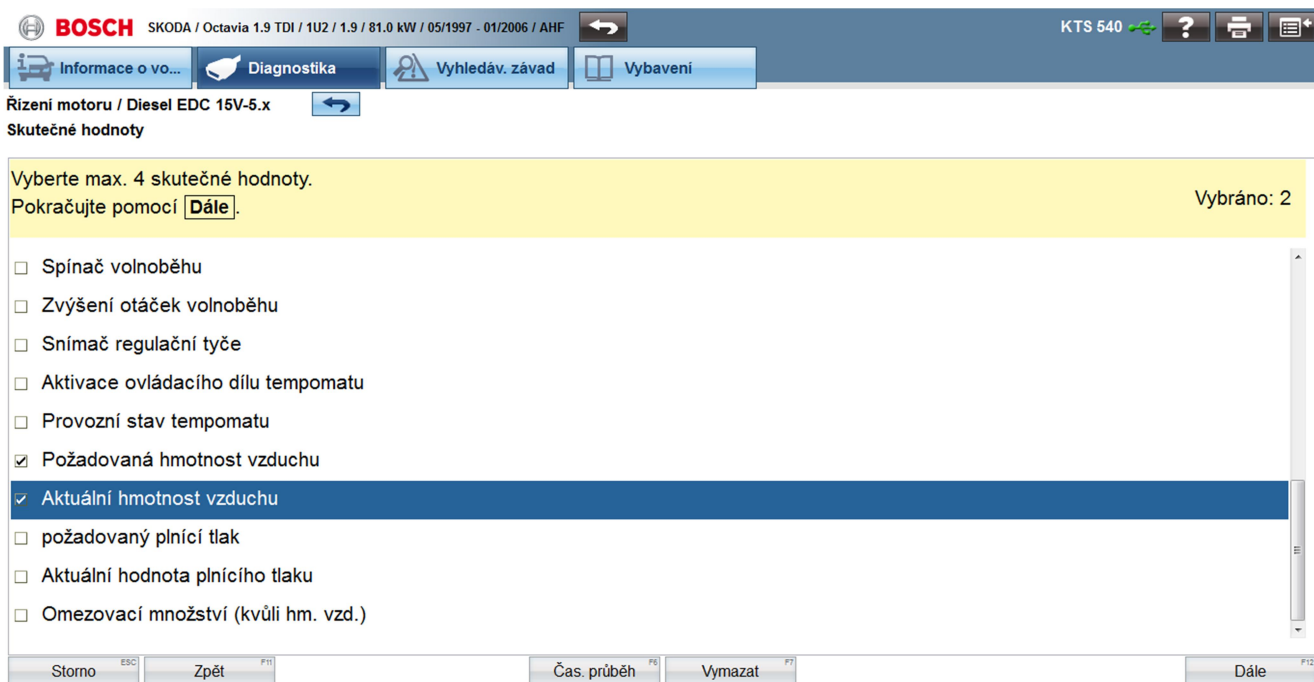 BOSCH SKODA / Octavia 1.9 TDI / 1U2 / 1.9 / 81.0 kW / 05/1997 - 01/2006 / AHF KTS 540 ?
Informace o vo... Diagnostika Vyhledáv. závad Vybavení
Řízení motoru / Diesel EDC 15V-5.x
Skutečné hodnoty
Vyberte max. 4 skutečné hodnoty.
Pokračujte pomocí Dále.
Vybráno: 2
Spínač volnoběhu
Zvýšení otáček volnoběhu
Snímač regulační tyče
Aktivace ovládacího dílu tempomatu
Provozní stav tempomatu
Požadovaná hmotnost vzduchu
Aktuální hmotnost vzduchu
požadovaný plnící tlak
Aktuální hodnota plnícího tlaku
Omezovací množství (kvůli hm. vzd.)
Storno ESC Zpět F11 Čas. průběh F6 Vymazat F7 Dále F12